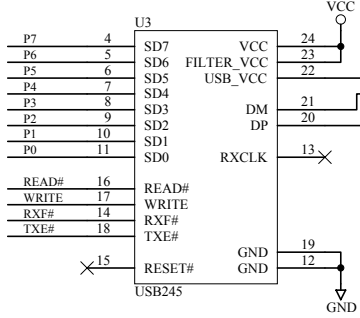 U3
VCC
P7 4 SD7 VCC 24
P6 5 SD6 FILTER_VCC 23
P5 6 SD5 USB_VCC 22
P4 7 SD4
P3 8 SD3 DM 21
P2 9 SD2 DP 20
P1 10 SD1
P0 11 SD0 RXCLK 13
READ# 16 READ#
WRITE 17 WRITE
RXF# 14 RXF#
TXE# 18 TXE#
GND 19
15 RESET# GND 12
USB245
GND